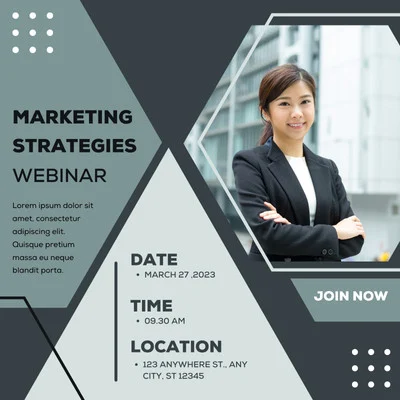 MARKETING
STRATEGIES
WEBINAR
Lorem ipsum dolor sit
amet, consectetur
adipiscing elit.
Quisque pretium
massa eu neque
blandit porta.
DATE
• MARCH 27 ,2023
TIME
• 09.30 AM
LOCATION
• 123 ANYWHERE ST., ANY
CITY, ST 12345
JOIN NOW